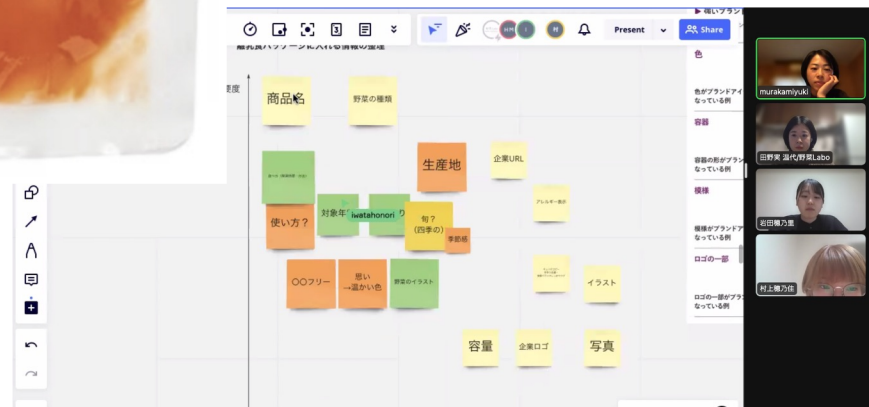 Present
Share
離乳食パッケージに入れる情報の整理
要度
商品名
野菜の種類
生産地
企業URL
対象年
iwatahonori
り
使い方?
旬?
(四季の)
季節感
アレルギー表示
〇〇フリー
思い
→温かい色
野菜のイラスト
イラスト
容量
企業ロゴ
写真
色
色がブランドアイ
なっている例
容器
容器の形がブラン
なっている例
模様
模様がブランドア
なっている例
ロゴの一部
ロゴの一部がブラン
なっている例
murakamiyuki
田野実 温代/野菜Labo
岩田穂乃里
村上穂乃佳